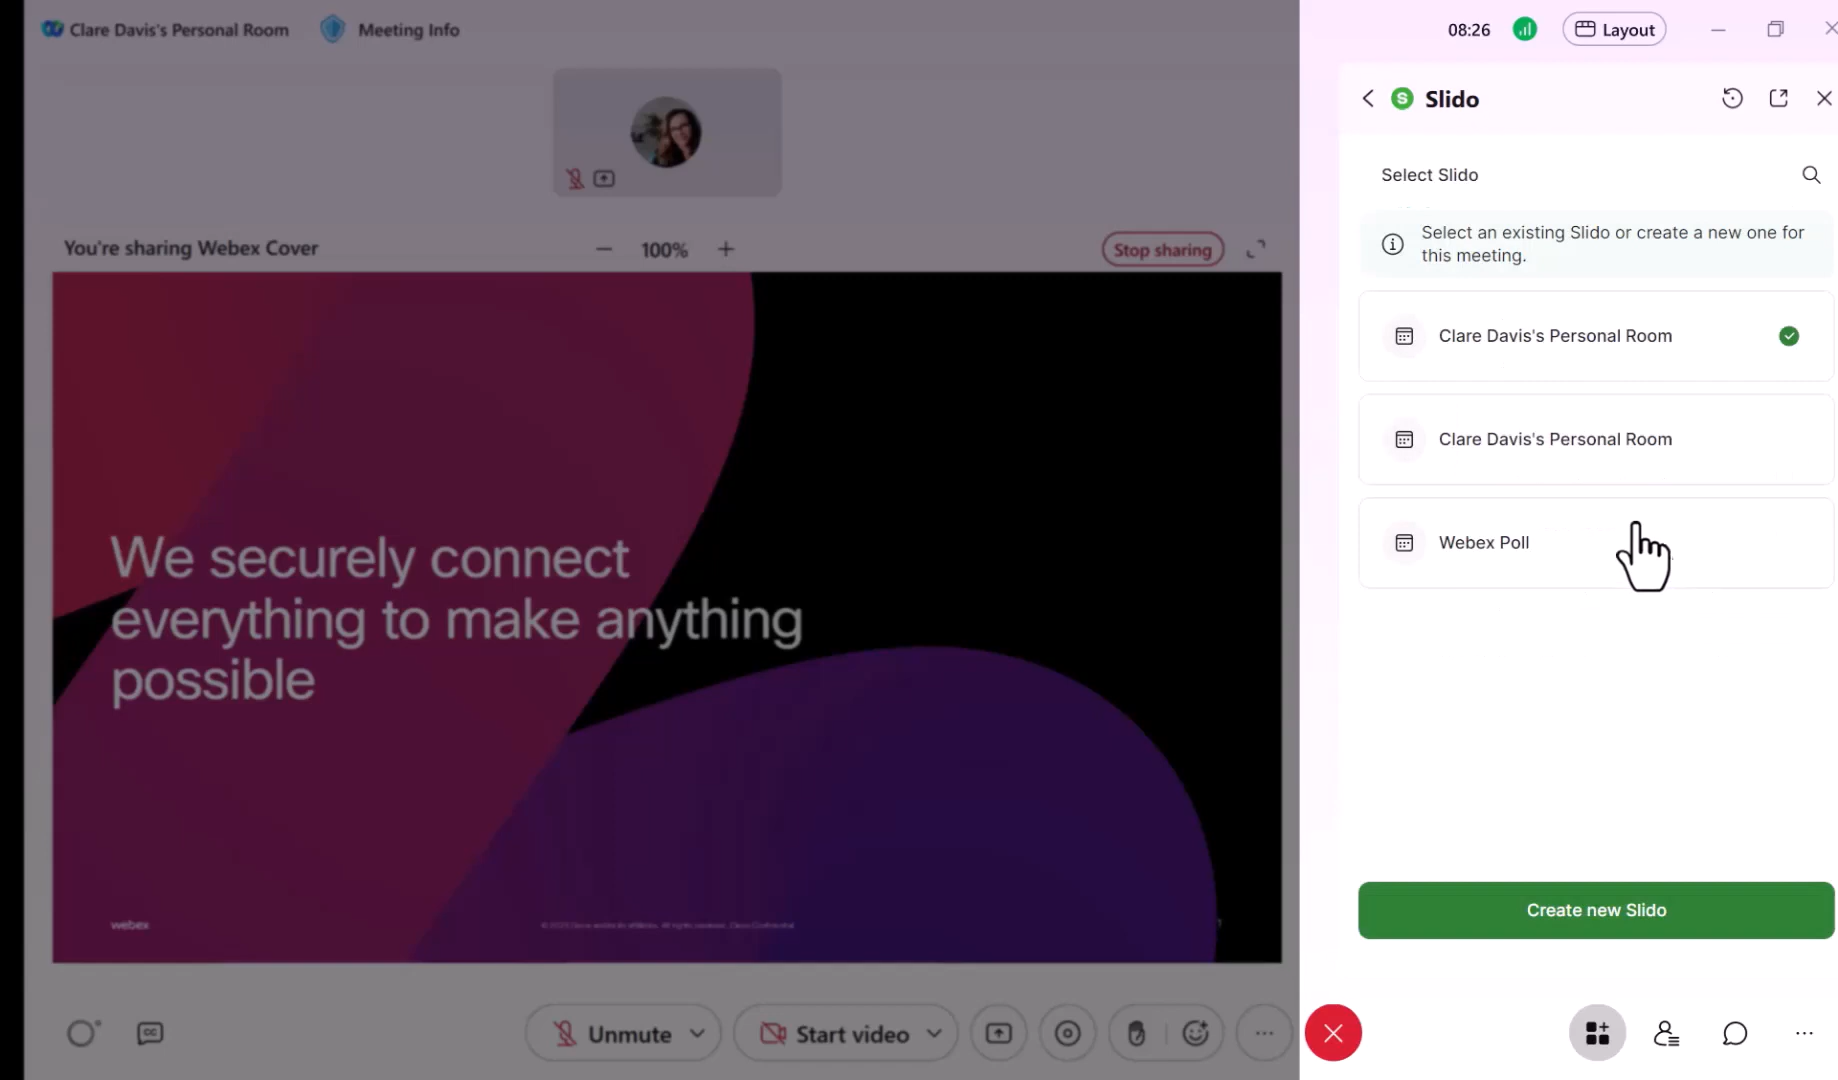 Clare Davis's Personal Room
Meeting Info
08:26
Layout
S
Slido
You're sharing Webex Cover
100%
Stop sharing
Select Slido
Select an existing Slido or create a new one for
this meeting.
Clare Davis's Personal Room
Clare Davis's Personal Room
Webex Poll
We securely connect
everything to make anything
possible
webex
Create new Slido
CC
Unmute
Start video